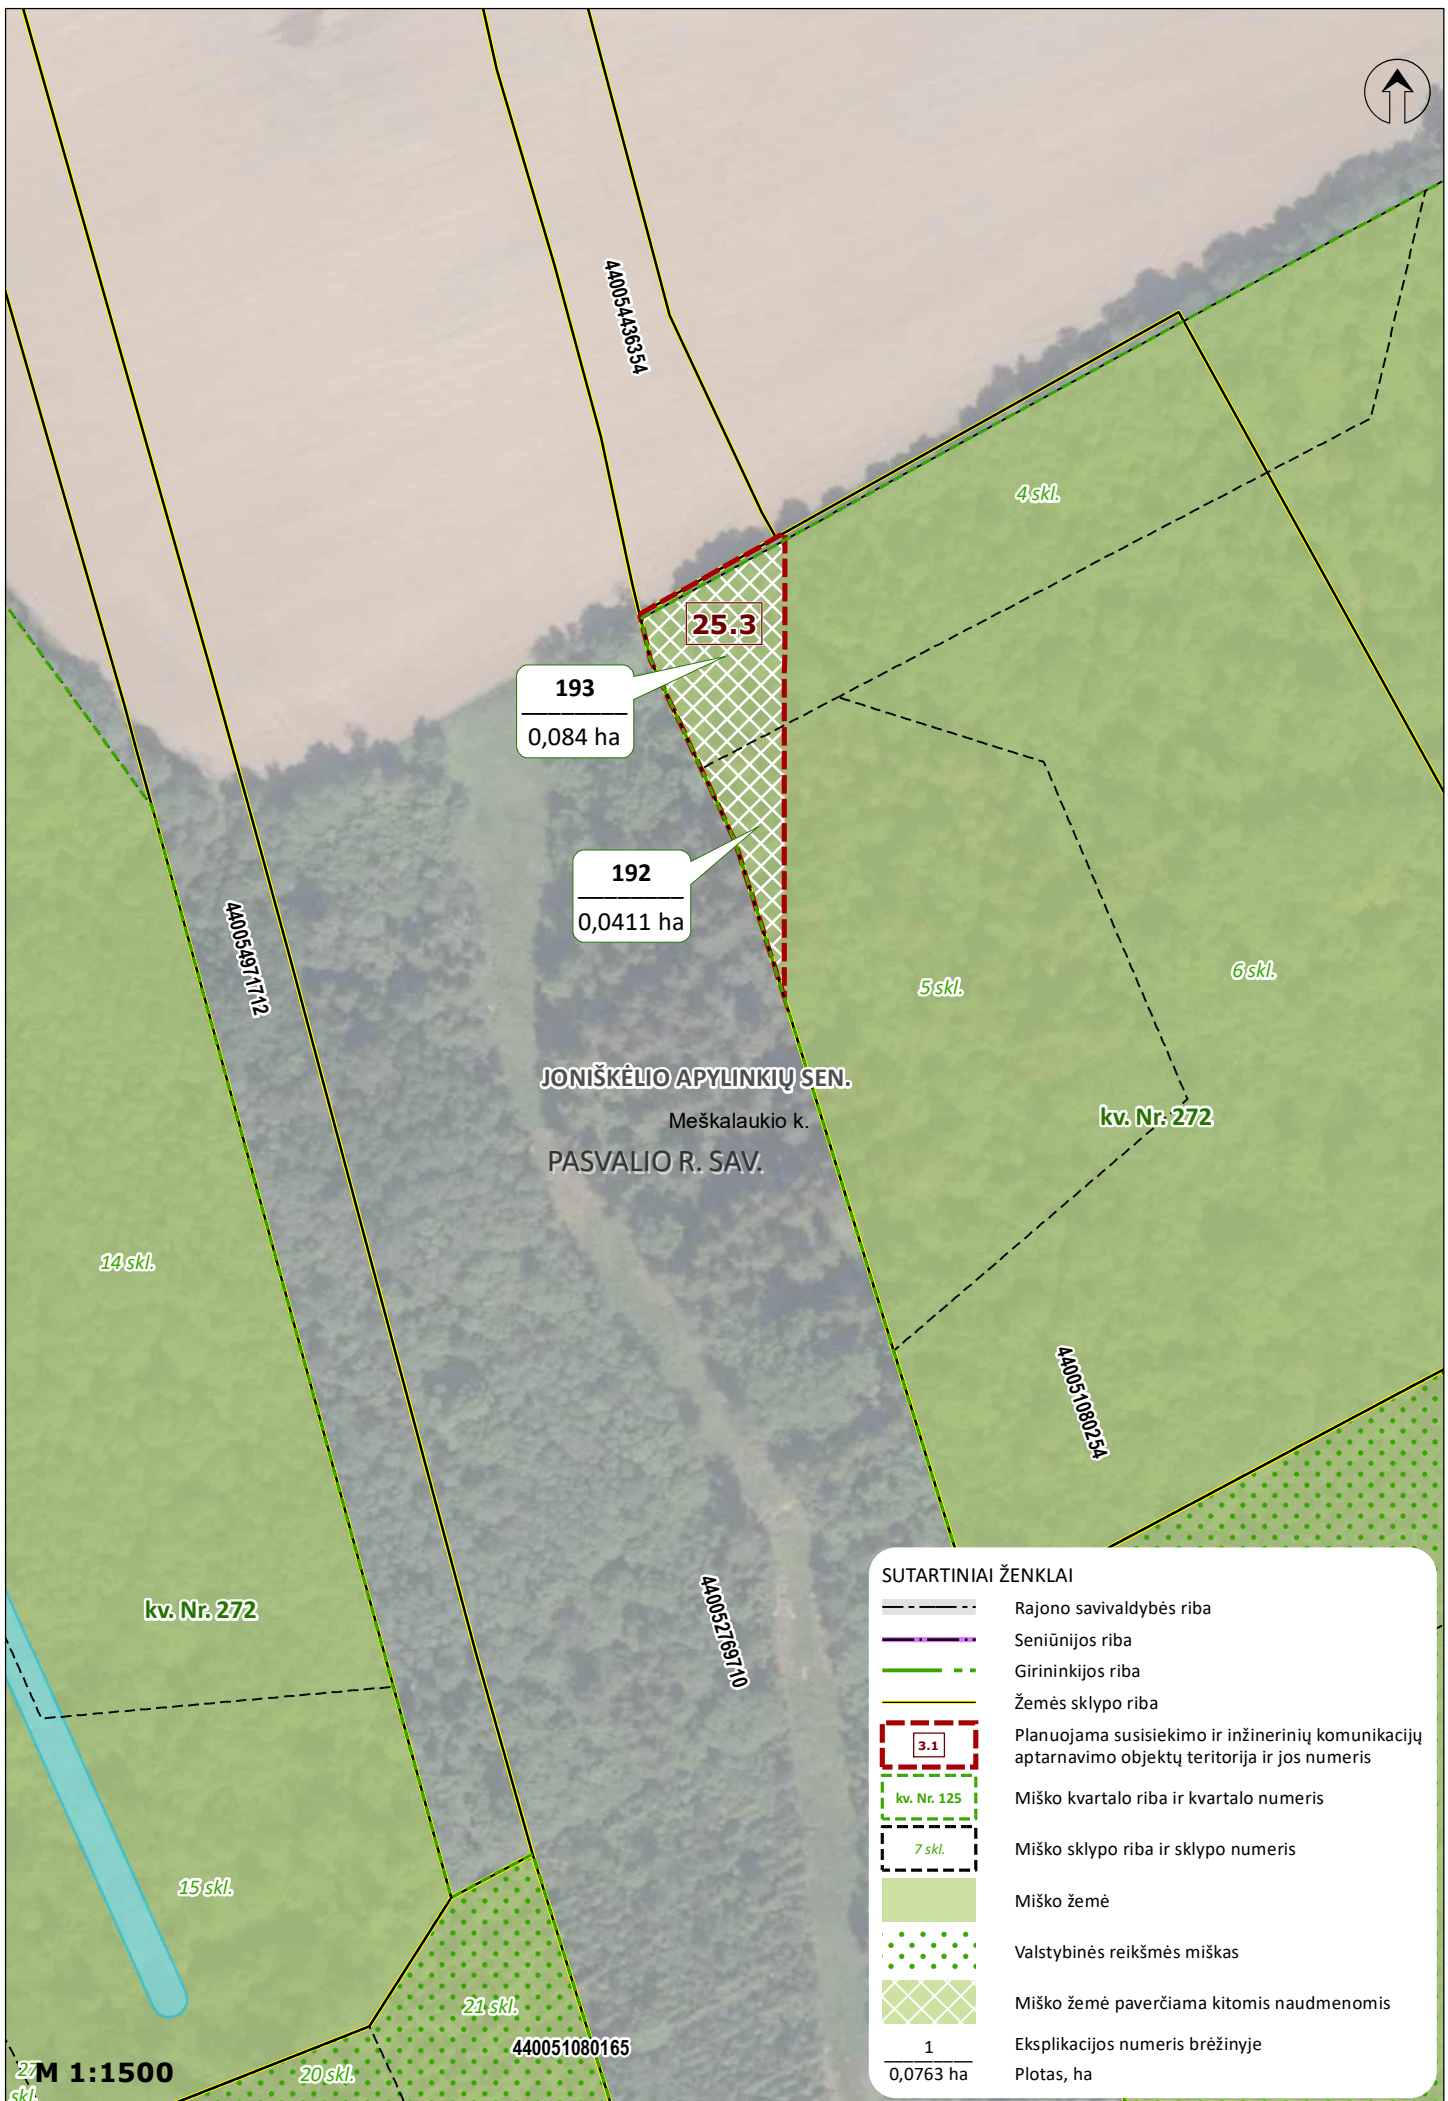 440054436354
4 skl.
25.3
193
0,084 ha
192
0,0411 ha
440054971712
5 skl.
6 skl.
JONIŠKĖLIO APYLINKIŲ SEN.
Meškalaukio k.
PASVALIO R. SAV.
kv. Nr. 272
14 skl.
440051080254
kv. Nr. 272
440052769710
15 skl.
21 skl.
440051080165
20 skl.
27
skl.
M 1:1500
SUTARTINIAI ŽENKLAI
Rajono savivaldybės riba
Seniūnijos riba
Girininkijos riba
Žemės sklypo riba
3.1
Planuojama susisiekimo ir inžinerinių komunikacijų
aptarnavimo objektų teritorija ir jos numeris
kv. Nr. 125
Miško kvartalo riba ir kvartalo numeris
7 skl.
Miško sklypo riba ir sklypo numeris
Miško žemė
Valstybinės reikšmės miškas
Miško žemė paverčiama kitomis naudmenomis
1
Eksplikacijos numeris brėžinyje
0,0763 ha
Plotas, ha